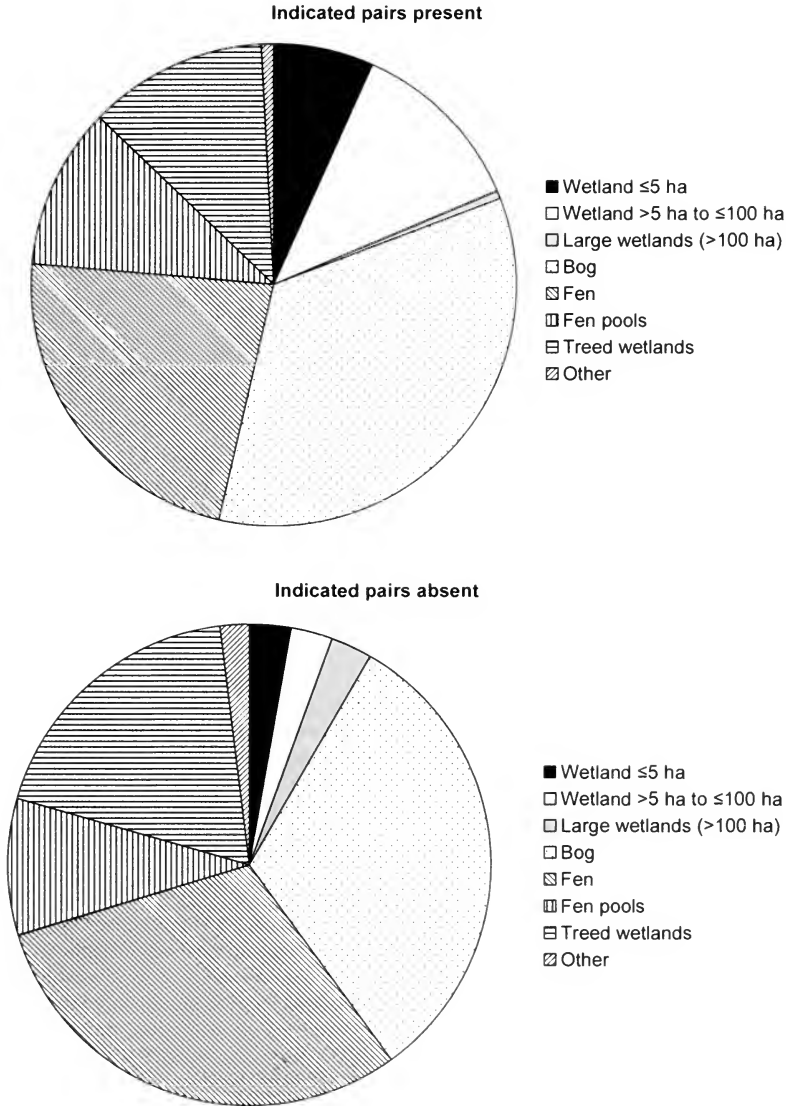 Indicated pairs present
Wetland ≤5 ha
Wetland >5 ha to ≤100 ha
Large wetlands (>100 ha)
Bog
Fen
Fen pools
Treed wetlands
Other
Indicated pairs absent
Wetland ≤5 ha
Wetland >5 ha to ≤100 ha
Large wetlands (>100 ha)
Bog
Fen
Fen pools
Treed wetlands
Other